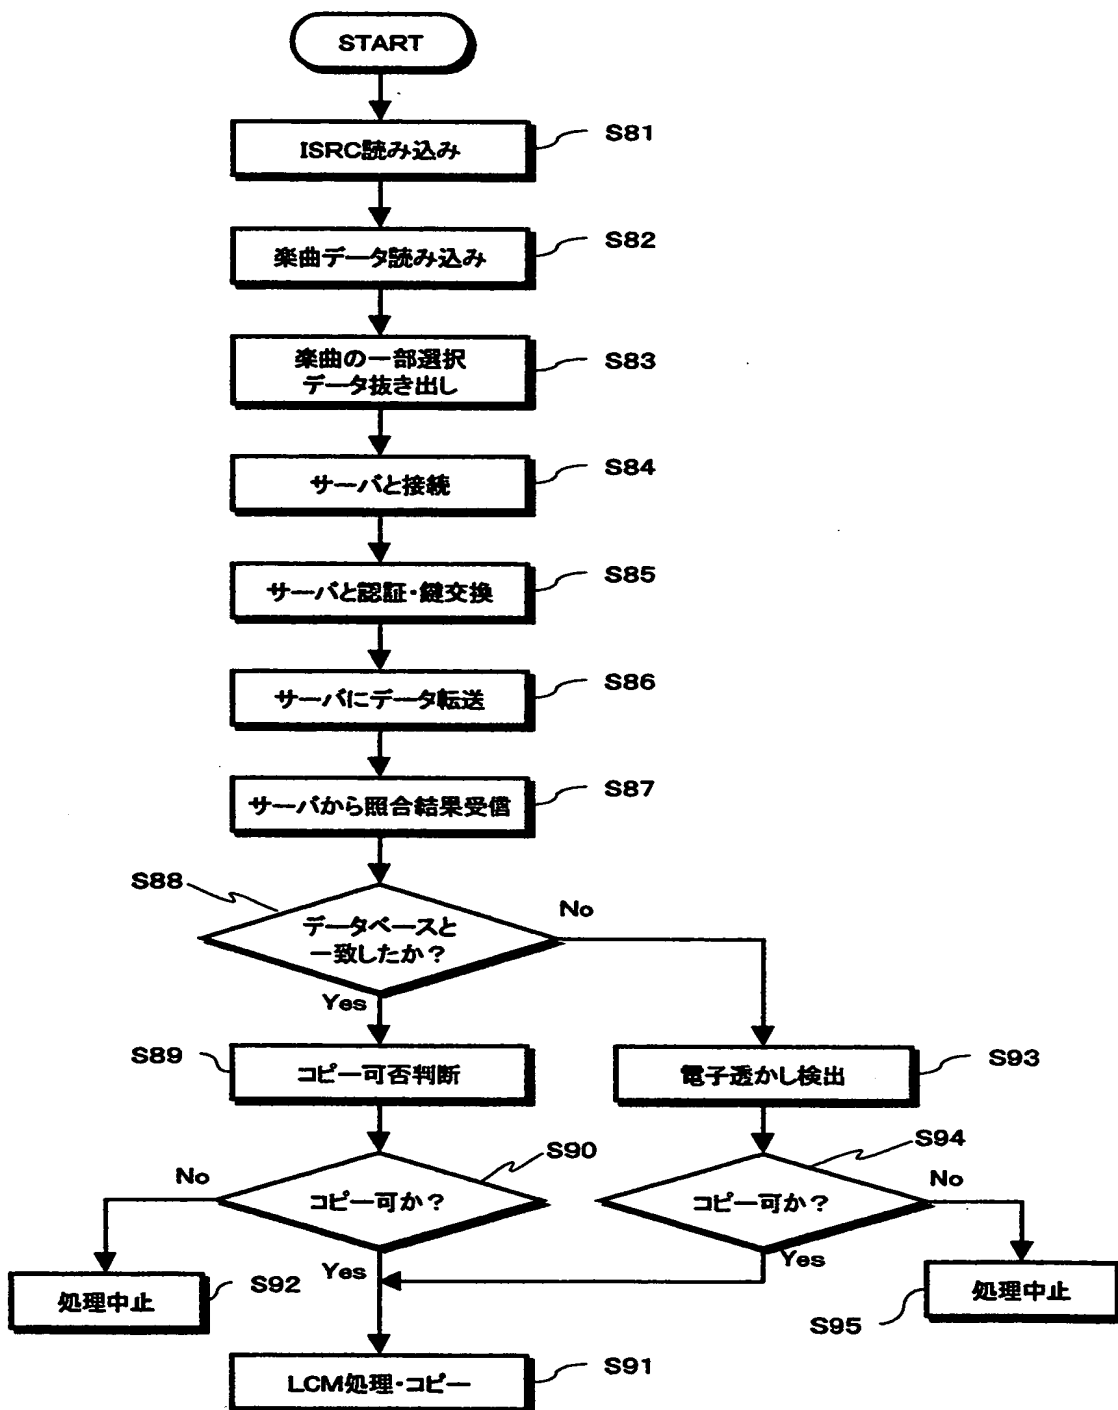 START
ISRC読み込み
S81
楽曲データ読み込み
S82
楽曲の一部選択
データ抜き出し
S83
サーバと接続
S84
サーバと認証・鍵交換
S85
サーバにデータ転送
S86
サーバから照合結果受信
S87
S88
データベースと
一致したか？
No
Yes
S89
コピー可否判断
電子透かし検出
S93
S90
コピー可か？
No
Yes
S94
コピー可か？
No
Yes
処理中止
S92
処理中止
S95
LCM処理・コピー
S91